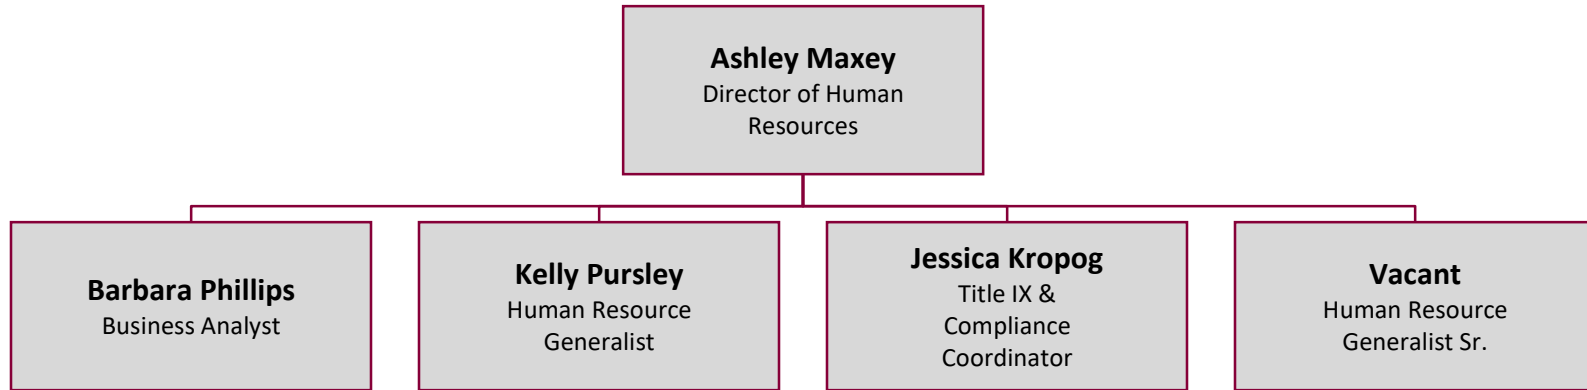 Ashley Maxey
Director of Human
Resources
Barbara Phillips
Business Analyst
Kelly Pursley
Human Resource
Generalist
Jessica Kropog
Title IX &
Compliance
Coordinator
Vacant
Human Resource
Generalist Sr.